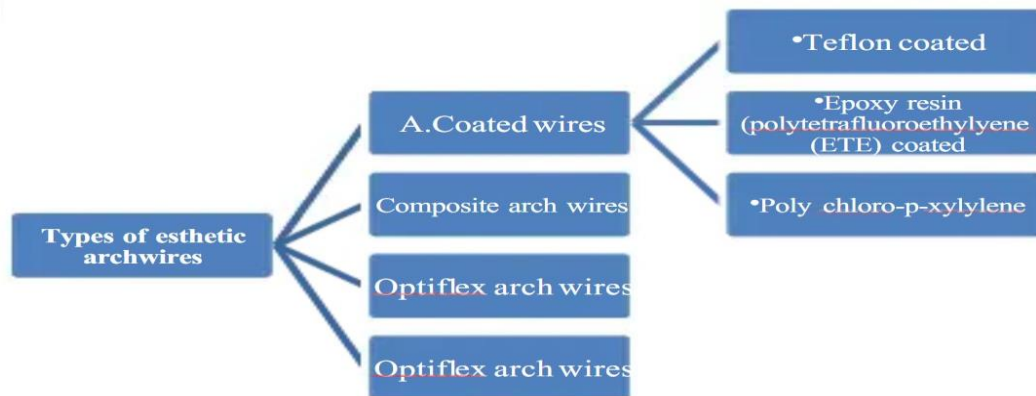 Types of esthetic
archwires
A.Coated wires
Composite arch wires
Optiflex arch wires
Optiflex arch wires
•Teflon coated
•Epoxy resin
(polytetrafluoroethylyene
(ETE) coated
•Poly chloro-p-xylylene